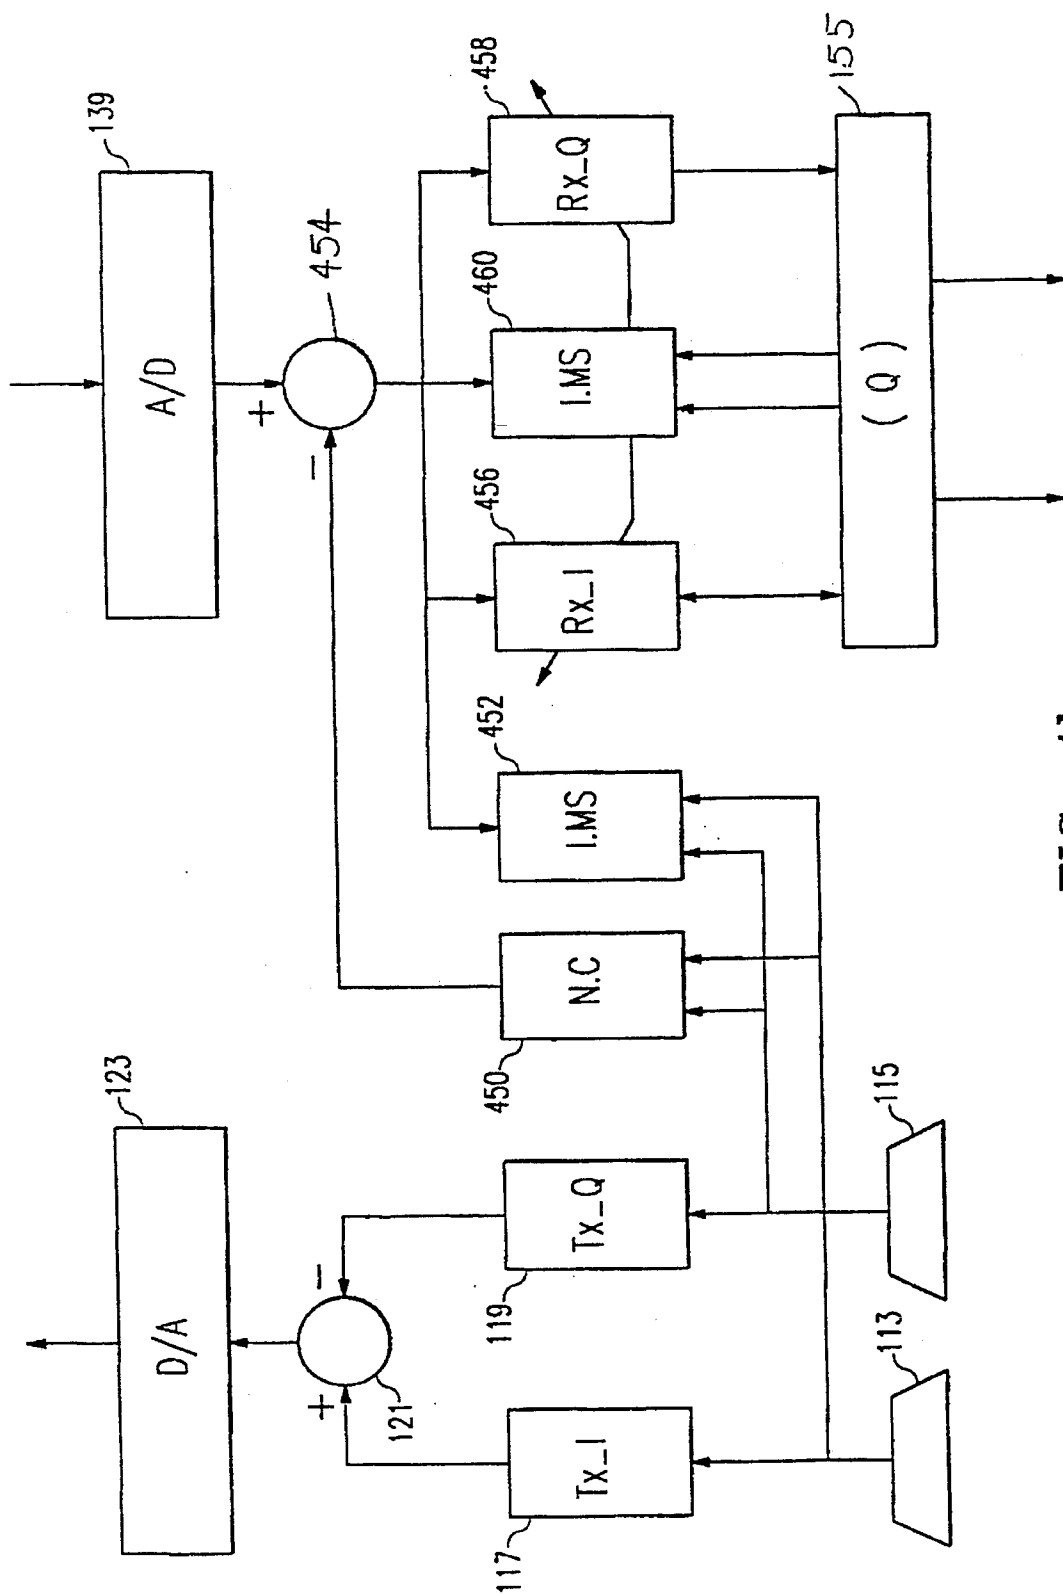 139
A/D
+
454
−
458
Rx_Q
460
I.MS
456
Rx_I
155
(Q)
452
I.MS
N.C
450
123
D/A
−
+
121
Tx_Q
119
Tx_I
117
115
113